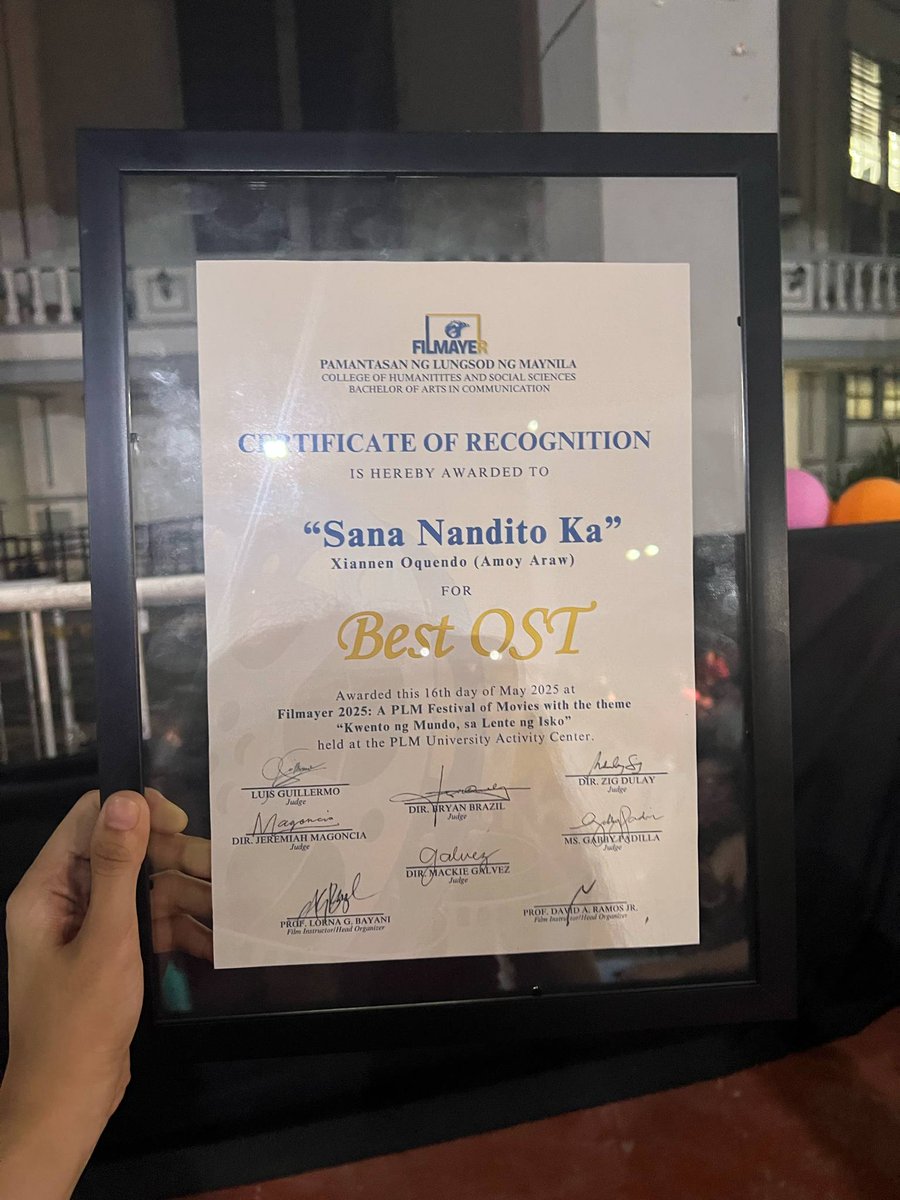 FILMAYER
PAMANTASAN NG LUNGSOD NG MAYNILA
COLLEGE OF HUMANITITES AND SOCIAL SCIENCES
BACHELOR OF ARTS IN COMMUNICATION
CERTIFICATE OF RECOGNITION
IS HEREBY AWARDED TO
“Sana Nandito Ka”
Xiannen Oquendo (Amoy Araw)
FOR
Best OST
Awarded this 16th day of May 2025 at
Filmayer 2025: A PLM Festival of Movies with the theme
“Kwento ng Mundo, sa Lente ng Isko”
held at the PLM University Activity Center.
LUIS GUILLERMO
Judge
DIR. BRYAN BRAZIL
Judge
DIR. ZIG DULAY
Judge
Magoncia
DIR. JEREMIAH MAGONCIA
Judge
MS. GABBY PADILLA
Judge
Galvez
DIR. MACKIE GALVEZ
Judge
PROF. LORNA G. BAYANI
Film Instructor/Head Organizer
PROF. DAVID A. RAMOS JR.
Film Instructor/Head Organizer